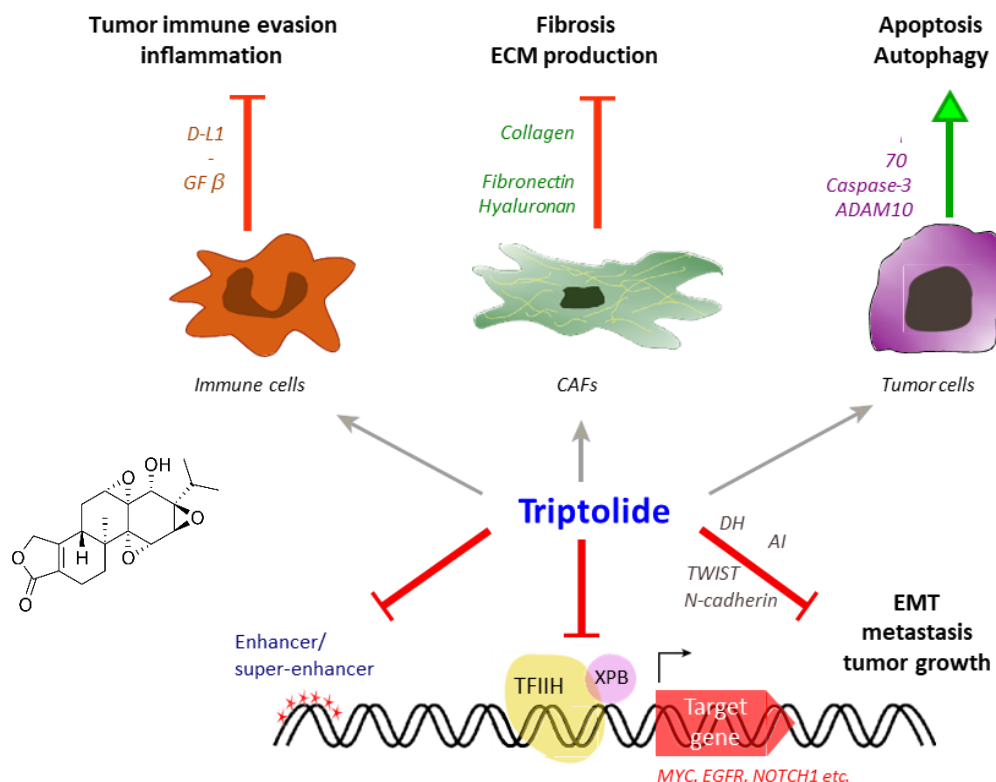 Tumor immune evasion
inflammation
Fibrosis
ECM production
Apoptosis
Autophagy
D-L1
-
GF β
Collagen
Fibronectin
Hyaluronan
70
Caspase-3
ADAM10
Immune cells
CAFs
Tumor cells
OH
O
O
O
O
O
H
Triptolide
DH
AI
TWIST
N-cadherin
EMT
metastasis
tumor growth
Enhancer/
super-enhancer
TFIIH
XPB
Target
gene
MYC, EGFR, NOTCH1 etc.